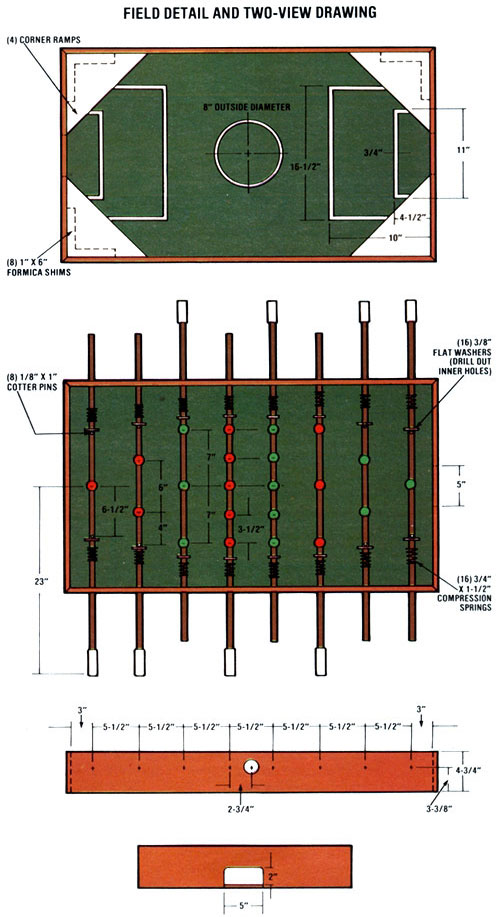 FIELD DETAIL AND TWO-VIEW DRAWING
(4) CORNER RAMPS
8" OUTSIDE DIAMETER
16-1/2"
3/4"
11"
4-1/2"
10"
(8) 1" X 6"
FORMICA SHIMS
(16) 3/8"
FLAT WASHERS
(DRILL OUT
INNER HOLES)
(8) 1/8" X 1"
COTTER PINS
7"
6"
5"
6-1/2"
4"
7"
3-1/2"
23"
(16) 3/4"
X 1-1/2"
COMPRESSION
SPRINGS
3"
3"
5-1/2"
5-1/2"
5-1/2"
5-1/2"
5-1/2"
5-1/2"
5-1/2"
4-3/4"
2-3/4"
3-3/8"
2"
5"